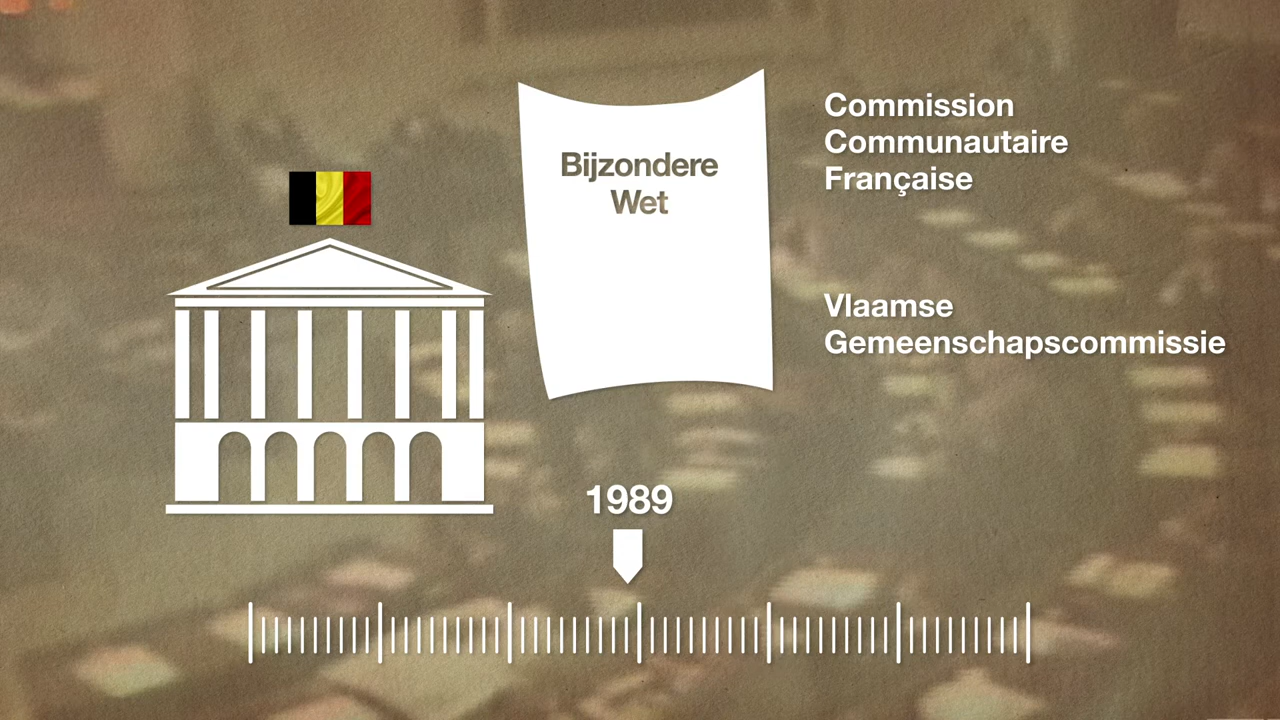 Bijzondere
Wet
Commission
Communautaire
Française
Vlaamse
Gemeenschapscommissie
1989